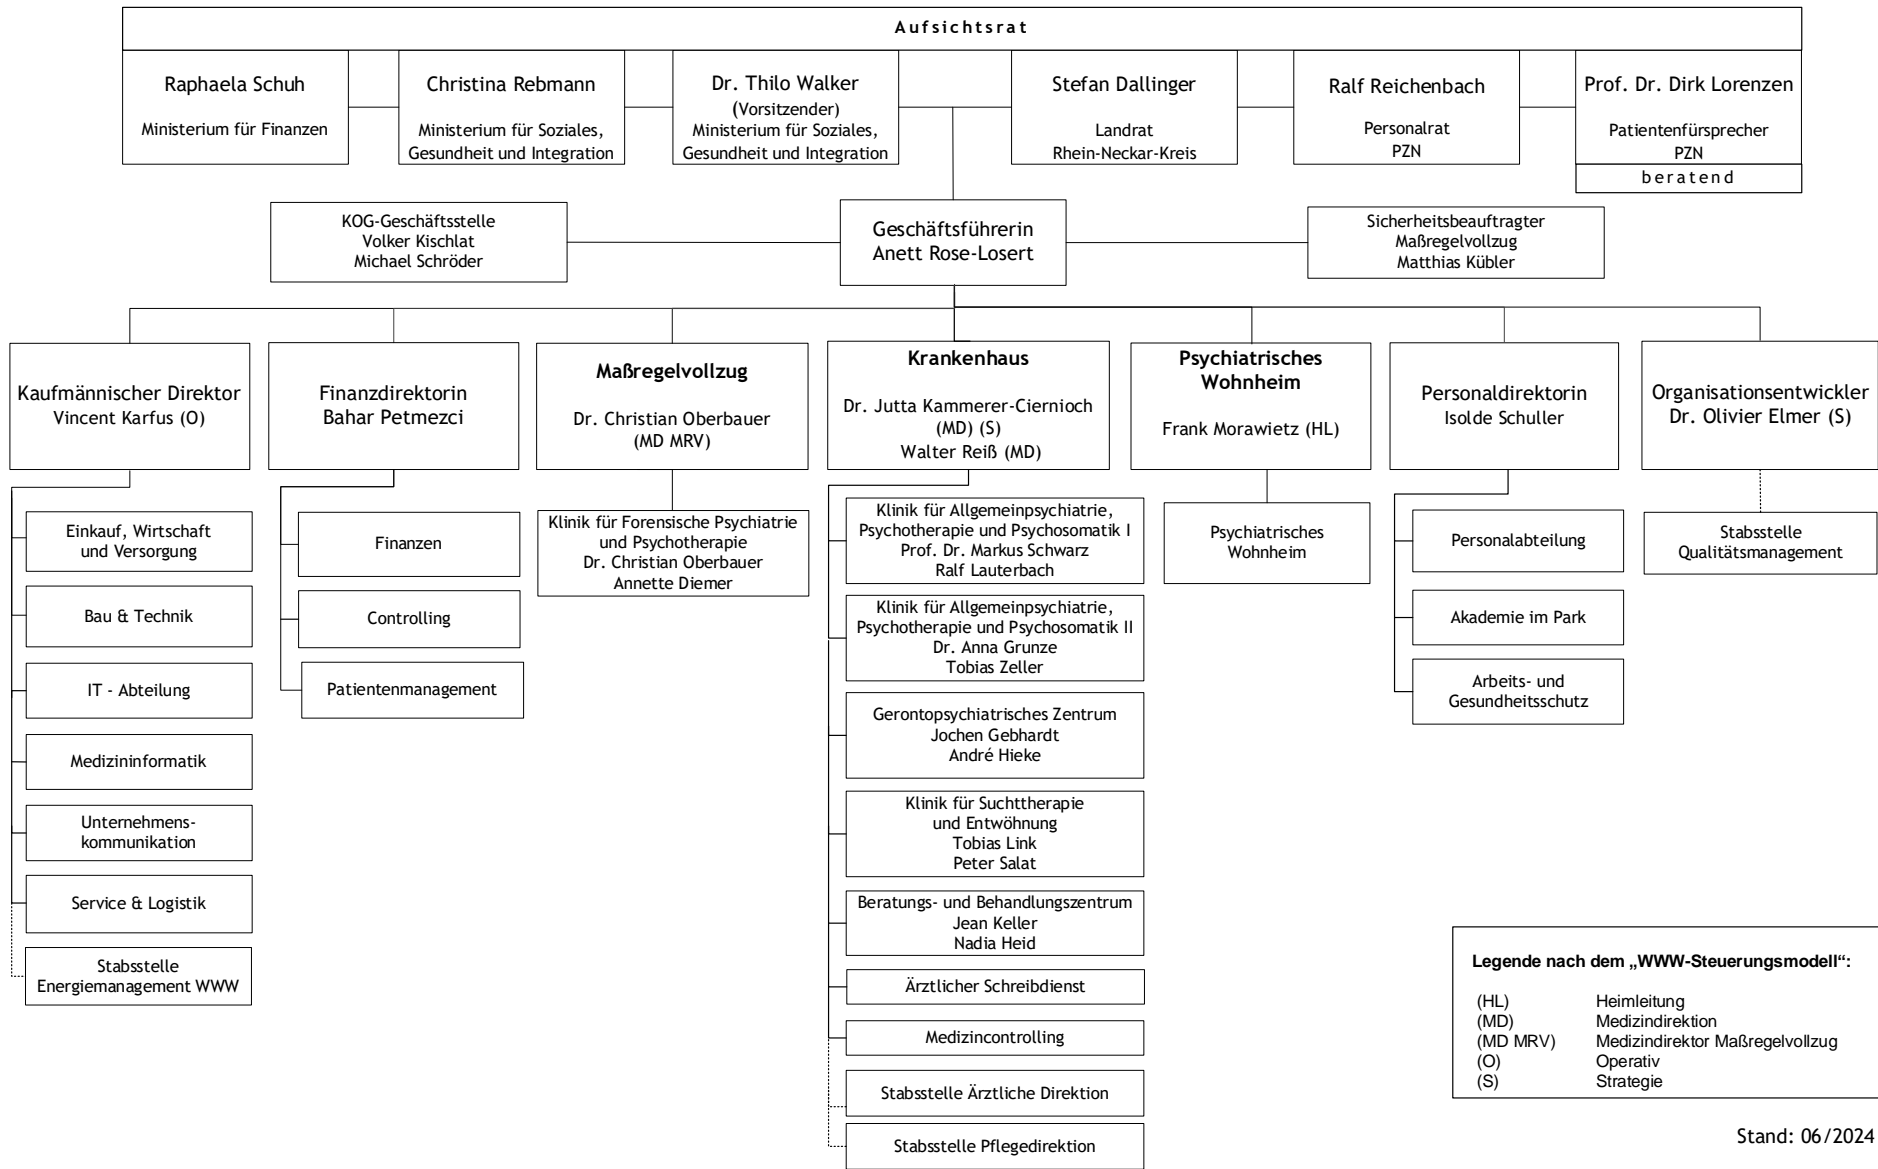 Aufsichtsrat
Raphaela Schuh
Ministerium für Finanzen
Christina Rebmann
Ministerium für Soziales,
Gesundheit und Integration
Dr. Thilo Walker
(Vorsitzender)
Ministerium für Soziales,
Gesundheit und Integration
Stefan Dallinger
Landrat
Rhein-Neckar-Kreis
Ralf Reichenbach
Personalrat
PZN
Prof. Dr. Dirk Lorenzen
Patientenfürsprecher
PZN
beratend
KOG-Geschäftsstelle
Volker Kischlat
Michael Schröder
Geschäftsführerin
Anett Rose-Losert
Sicherheitsbeauftragter
Maßregelvollzug
Matthias Kübler
Kaufmännischer Direktor
Vincent Karfus (O)
Finanzdirektorin
Bahar Petmezci
Maßregelvollzug
Dr. Christian Oberbauer
(MD MRV)
Krankenhaus
Dr. Jutta Kammerer-Ciernioch
(MD) (S)
Walter Reiß (MD)
Psychiatrisches
Wohnheim
Frank Morawietz (HL)
Personaldirektorin
Isolde Schuller
Organisationsentwickler
Dr. Olivier Elmer (S)
Einkauf, Wirtschaft
und Versorgung
Bau & Technik
IT - Abteilung
Medizininformatik
Unternehmens-
kommunikation
Service & Logistik
Stabsstelle
Energiemanagement WWW
Finanzen
Controlling
Patientenmanagement
Klinik für Forensische Psychiatrie
und Psychotherapie
Dr. Christian Oberbauer
Annette Diemer
Klinik für Allgemeinpsychiatrie,
Psychotherapie und Psychosomatik I
Prof. Dr. Markus Schwarz
Ralf Lauterbach
Klinik für Allgemeinpsychiatrie,
Psychotherapie und Psychosomatik II
Dr. Anna Grunze
Tobias Zeller
Gerontopsychiatrisches Zentrum
Jochen Gebhardt
André Hieke
Klinik für Suchttherapie
und Entwöhnung
Tobias Link
Peter Salat
Beratungs- und Behandlungszentrum
Jean Keller
Nadia Heid
Ärztlicher Schreibdienst
Medizincontrolling
Stabsstelle Ärztliche Direktion
Stabsstelle Pflegedirektion
Psychiatrisches
Wohnheim
Personalabteilung
Akademie im Park
Arbeits- und
Gesundheitsschutz
Stabsstelle
Qualitätsmanagement
Legende nach dem „WWW-Steuerungsmodell“:
(HL) Heimleitung
(MD) Medizindirektion
(MD MRV) Medizindirektor Maßregelvollzug
(O) Operativ
(S) Strategie
Stand: 06/2024